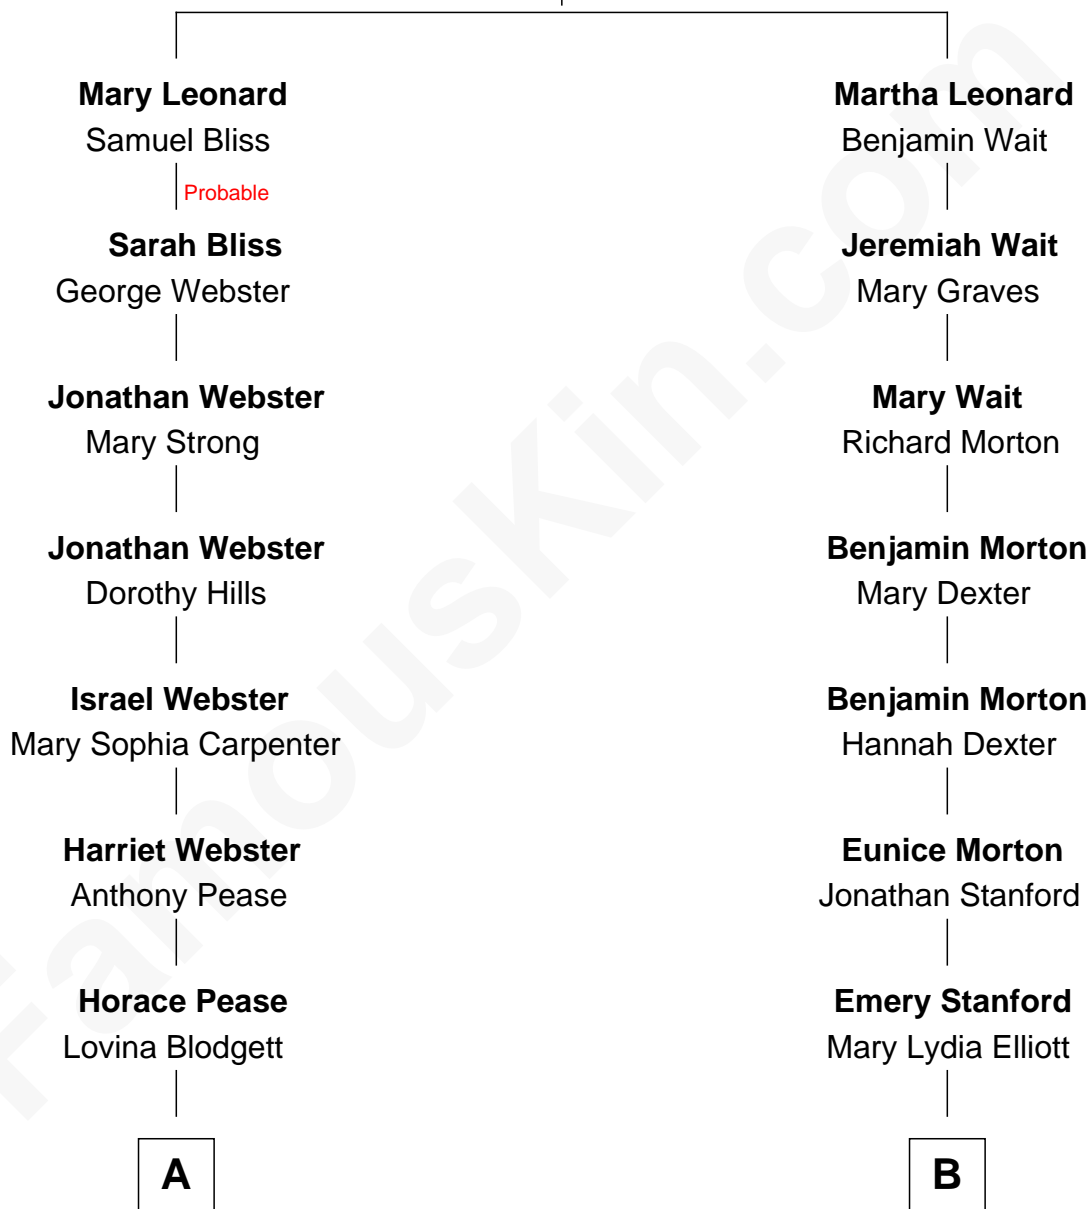 Mary Leonard
Samuel Bliss
Probable
Sarah Bliss
George Webster
Jonathan Webster
Mary Strong
Jonathan Webster
Dorothy Hills
Israel Webster
Mary Sophia Carpenter
Harriet Webster
Anthony Pease
Horace Pease
Lovina Blodgett
A
Martha Leonard
Benjamin Wait
Jeremiah Wait
Mary Graves
Mary Wait
Richard Morton
Benjamin Morton
Mary Dexter
Benjamin Morton
Hannah Dexter
Eunice Morton
Jonathan Stanford
Emery Stanford
Mary Lydia Elliott
B
FamousKin.com